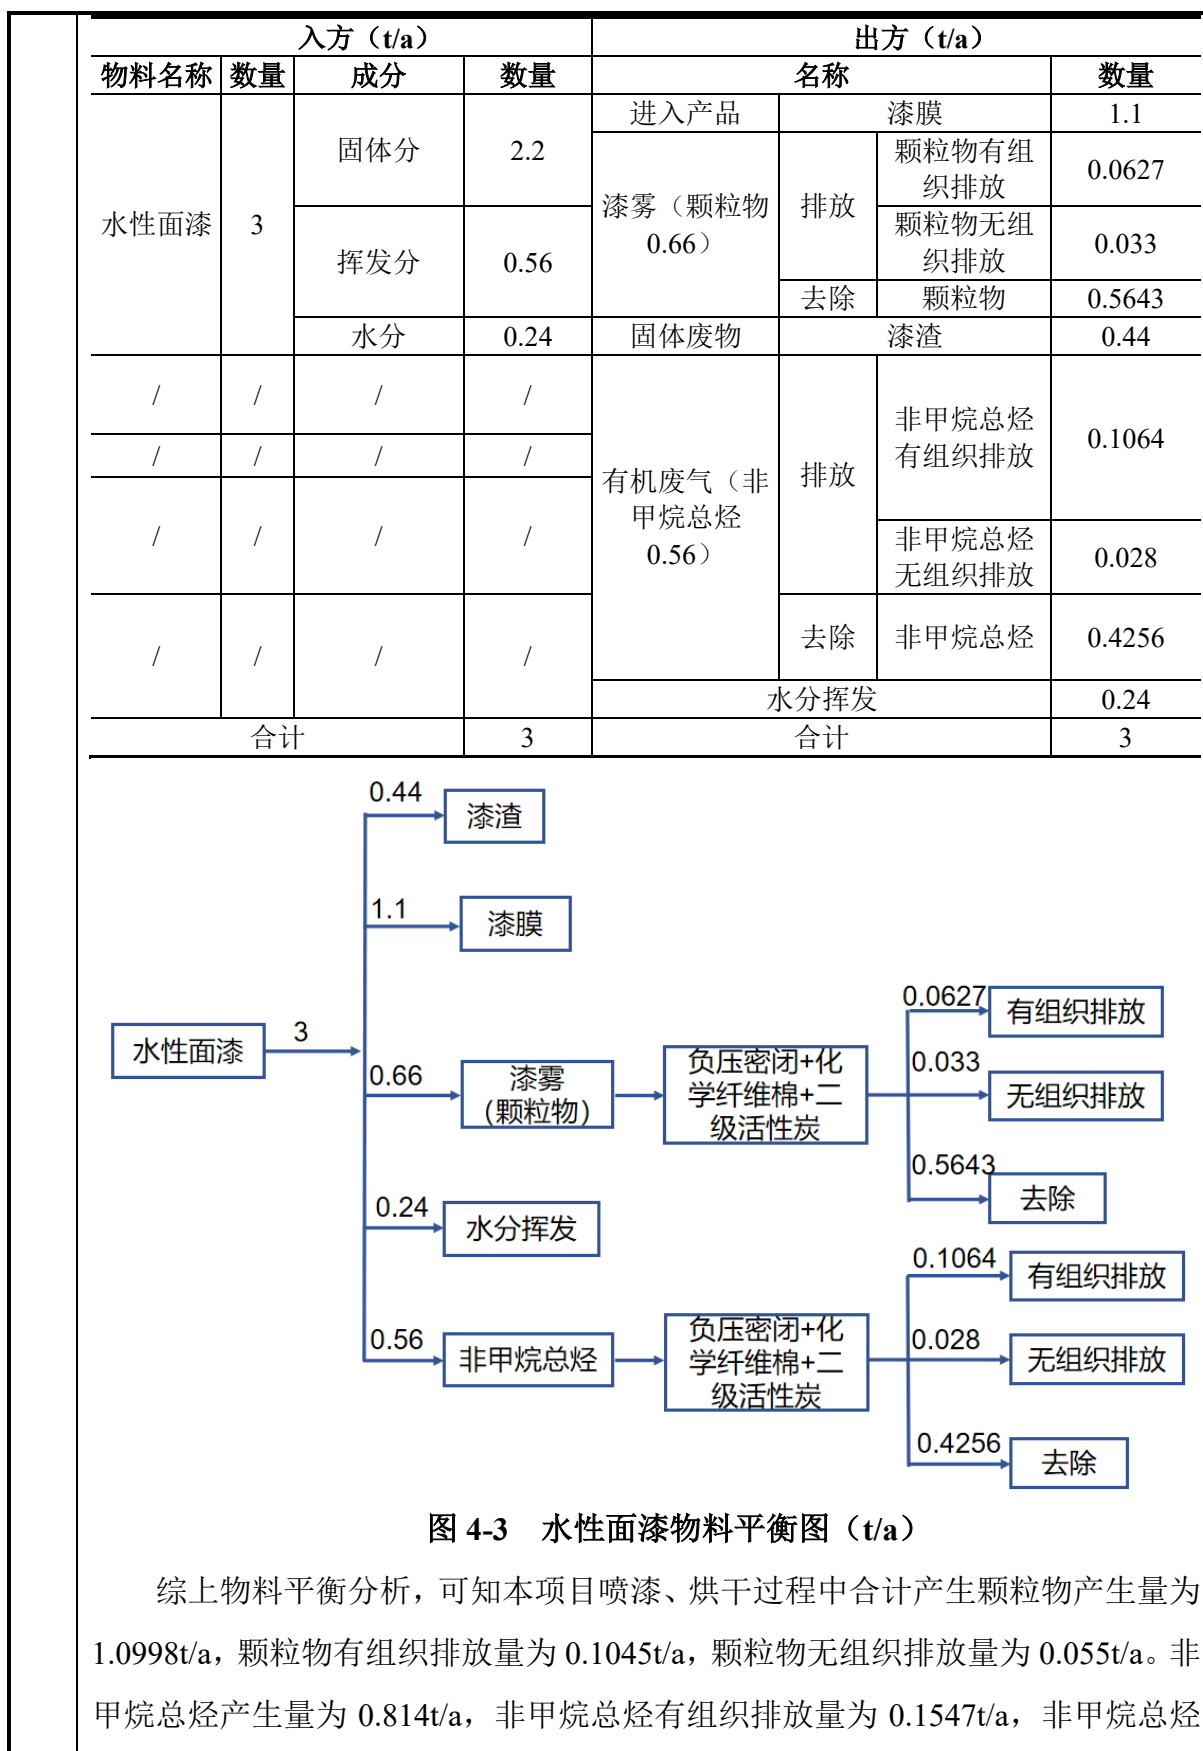 入方（t/a）
出方（t/a）
物料名称 数量 成分 数量 名称 数量
水性面漆 3 固体分 2.2 进入产品 漆膜 1.1
漆雾（颗粒物
0.66） 排放 颗粒物有组
织排放 0.0627
挥发分 0.56 颗粒物无组
织排放 0.033
去除 颗粒物 0.5643
水分 0.24 固体废物 漆渣 0.44
/ / / / 有机废气（非
甲烷总烃
0.56） 排放 非甲烷总烃
有组织排放 0.1064
/ / / /
/ / / / 非甲烷总烃
无组织排放 0.028
/ / / / 去除 非甲烷总烃 0.4256
水分挥发 0.24
合计 3 合计 3
0.44
漆渣
1.1
漆膜
水性面漆
3
0.66
漆雾
（颗粒物）
负压密闭+化
学纤维棉+二
级活性炭
0.0627
有组织排放
0.033
无组织排放
0.5643
去除
0.24
水分挥发
0.56
非甲烷总烃
负压密闭+化
学纤维棉+二
级活性炭
0.1064
有组织排放
0.028
无组织排放
0.4256
去除
图 4-3 水性面漆物料平衡图（t/a）
综上物料平衡分析，可知本项目喷漆、烘干过程中合计产生颗粒物产生量为
1.0998t/a，颗粒物有组织排放量为 0.1045t/a，颗粒物无组织排放量为 0.055t/a。非
甲烷总烃产生量为 0.814t/a，非甲烷总烃有组织排放量为 0.1547t/a，非甲烷总烃